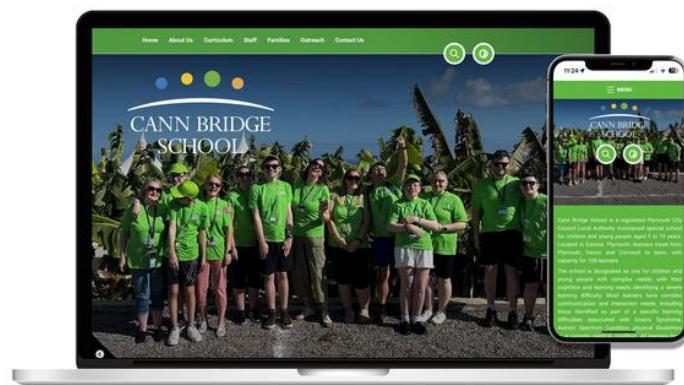 Home About Us Curriculum Staff Families Outreach Contact Us
CANN BRIDGE
SCHOOL
11:24
MENU
CANN BRIDGE
SCHOOL
Cann Bridge School is a registered Plymouth City
Council Local Authority maintained special school
for children and young people aged 3 to 19 years.
Located in Estover, Plymouth, learners travel from
Plymouth, Devon and Cornwall to learn, with
capacity for 108 learners.
The school is designated as one for children and
young people with complex needs with their
cognition and learning needs identifying a severe
learning difficulty. Most learners have complex
communication and interaction needs, including
those identified as part of a specific learning
difficulties associated with Downs Syndrome,
Autistic Spectrum Condition, physical disabilities